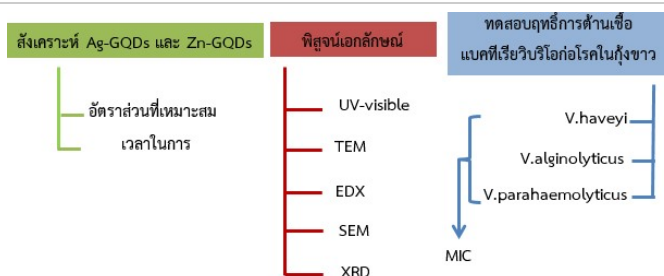 สังเคราะห์ Ag-GQDs และ Zn-GQDs
อัตราส่วนที่เหมาะสม
เวลาในการ
พิสูจน์เอกลักษณ์
UV-visible
TEM
EDX
SEM
XRD
ทดสอบฤทธิ์การต้านเชื้อ
แบคทีเรียวิบริโอก่อโรคในกุ้งขาว
V.haveyi
V.alginolyticus
V.parahaemolyticus
MIC